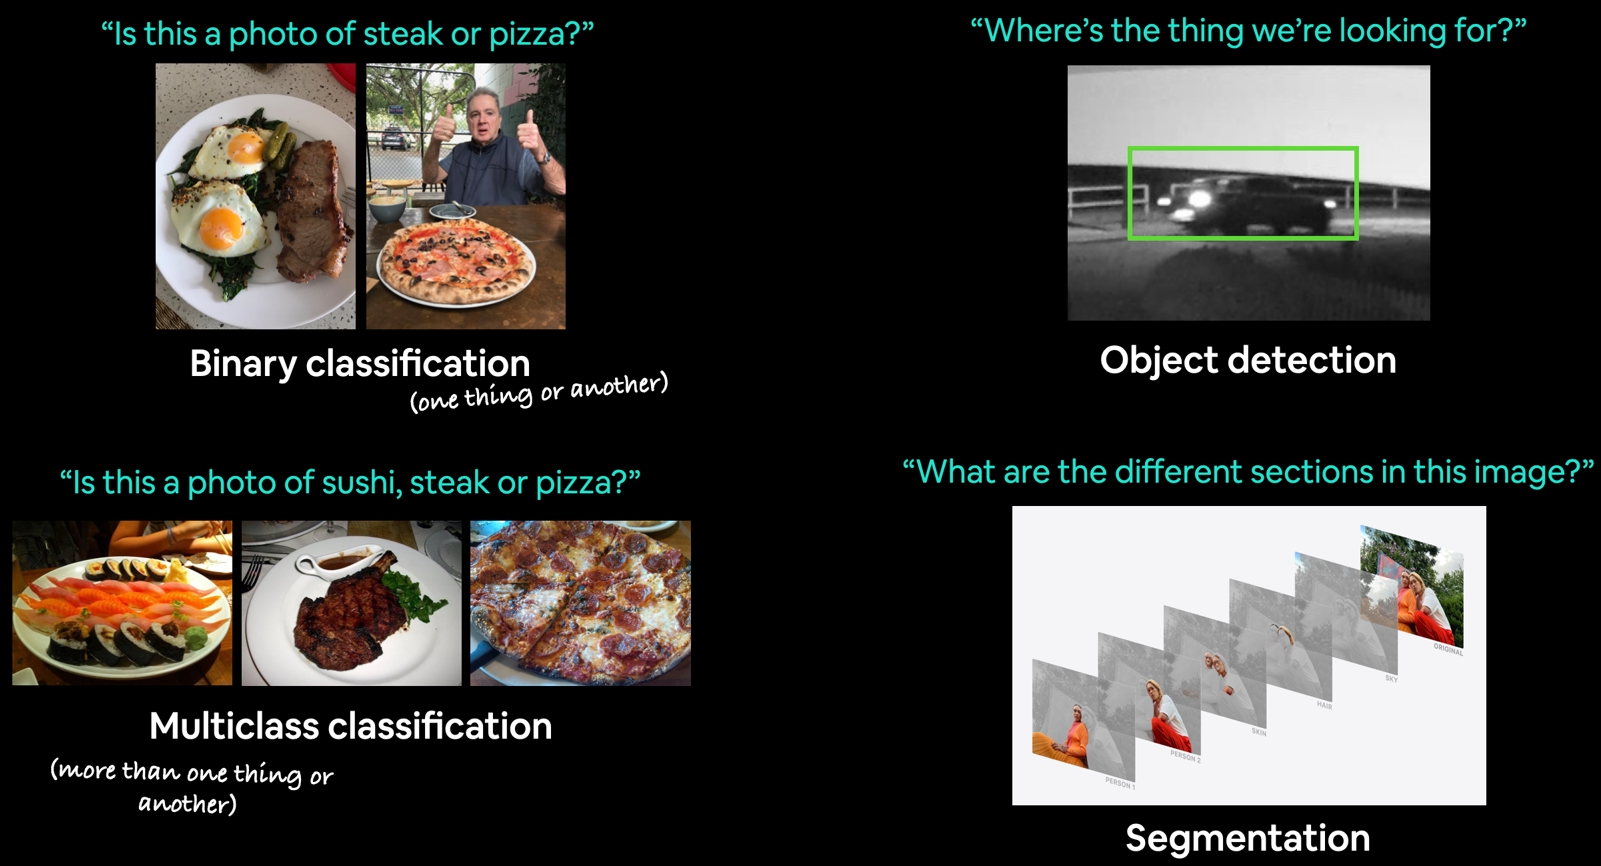 “Is this a photo of steak or pizza?”
Binary classification
(one thing or another)
“Where’s the thing we’re looking for?”
Object detection
“Is this a photo of sushi, steak or pizza?”
Multiclass classification
(more than one thing or
another)
“What are the different sections in this image?”
ORIGINAL
SKY
HAIR
SKIN
PERSON 2
PERSON 1
Segmentation